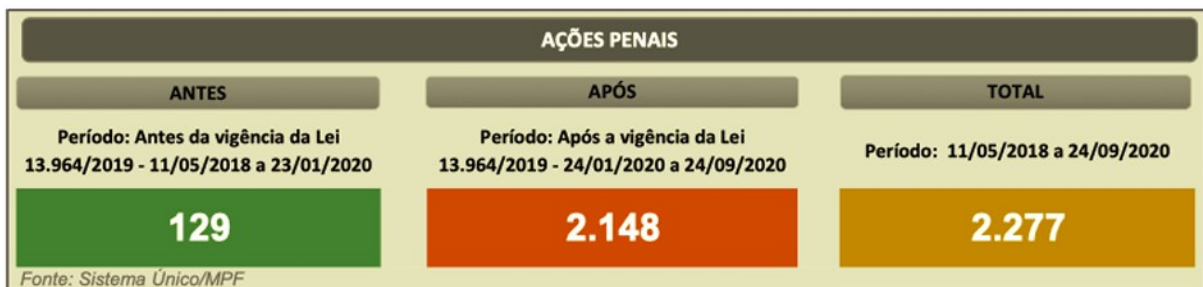 AÇÕES PENAIS
ANTES
Período: Antes da vigência da Lei
13.964/2019 - 11/05/2018 a 23/01/2020
129
APÓS
Período: Após a vigência da Lei
13.964/2019 - 24/01/2020 a 24/09/2020
2.148
TOTAL
Período: 11/05/2018 a 24/09/2020
2.277
Fonte: Sistema Único/MPF